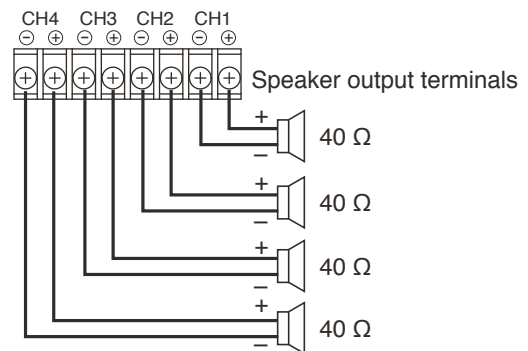 CH4 CH3 CH2 CH1
⊖ ⊕ ⊖ ⊕ ⊖ ⊕ ⊖ ⊕
Speaker output terminals
+
− 40 Ω
+
− 40 Ω
+
− 40 Ω
+
− 40 Ω